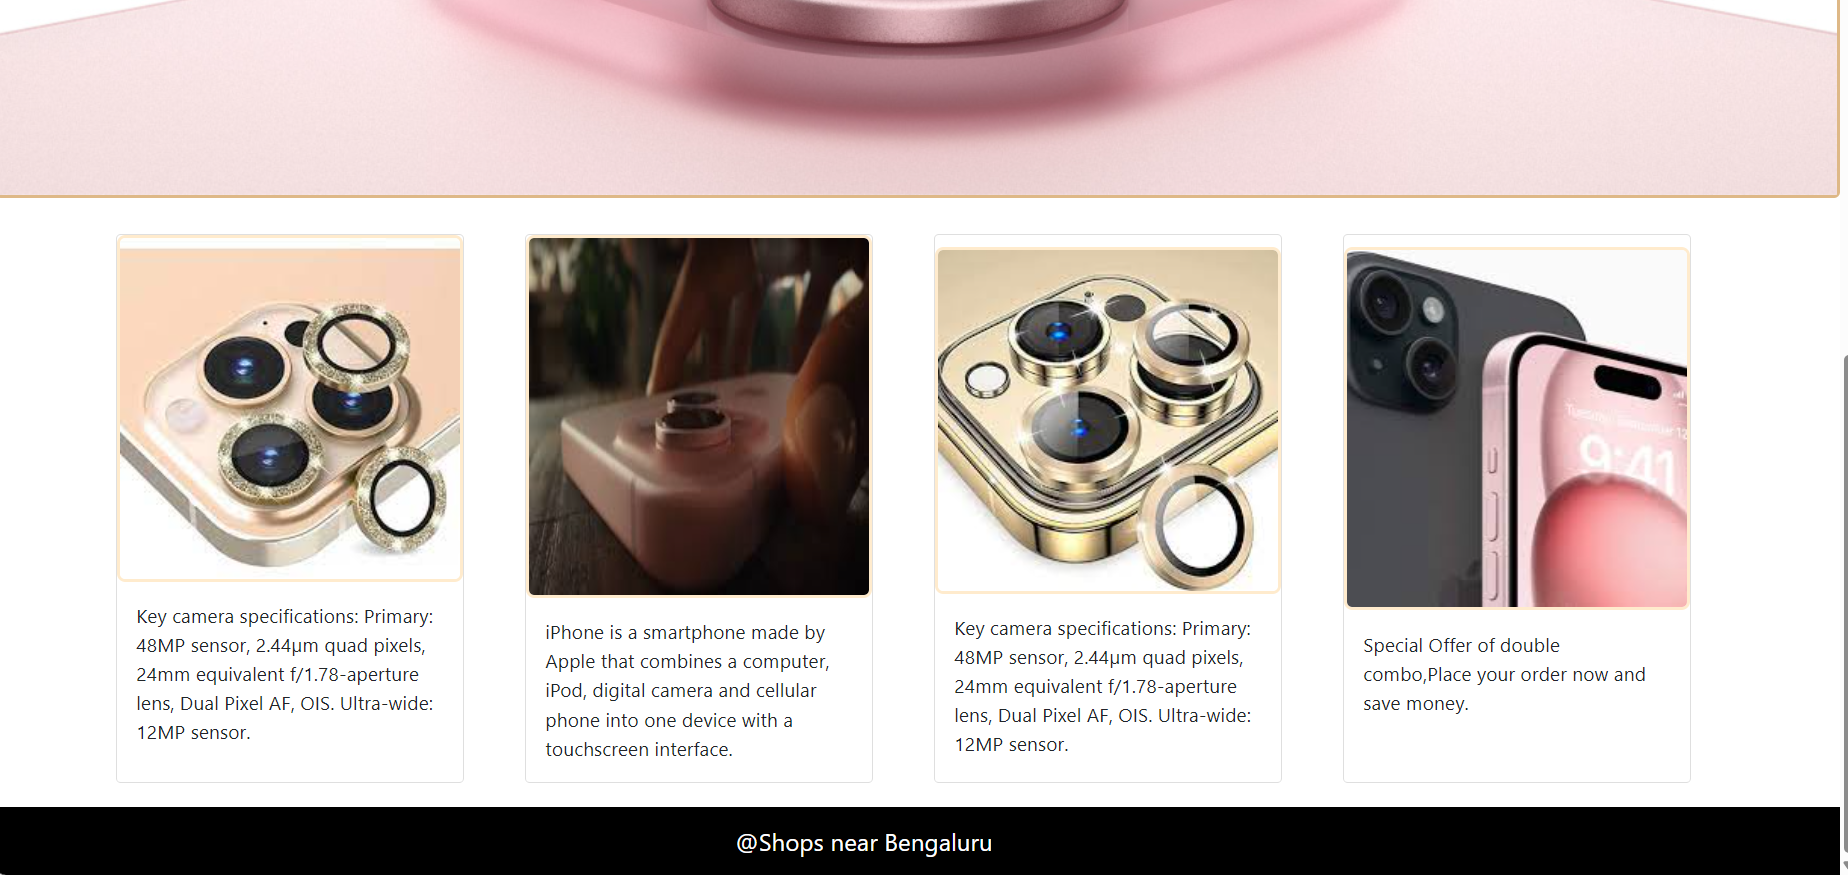 Key camera specifications: Primary:
48MP sensor, 2.44μm quad pixels,
24mm equivalent f/1.78-aperture
lens, Dual Pixel AF, OIS. Ultra-wide:
12MP sensor.
iPhone is a smartphone made by
Apple that combines a computer,
iPod, digital camera and cellular
phone into one device with a
touchscreen interface.
Key camera specifications: Primary:
48MP sensor, 2.44μm quad pixels,
24mm equivalent f/1.78-aperture
lens, Dual Pixel AF, OIS. Ultra-wide:
12MP sensor.
Tuesday, September 12
9:41
Special Offer of double
combo,Place your order now and
save money.
@Shops near Bengaluru